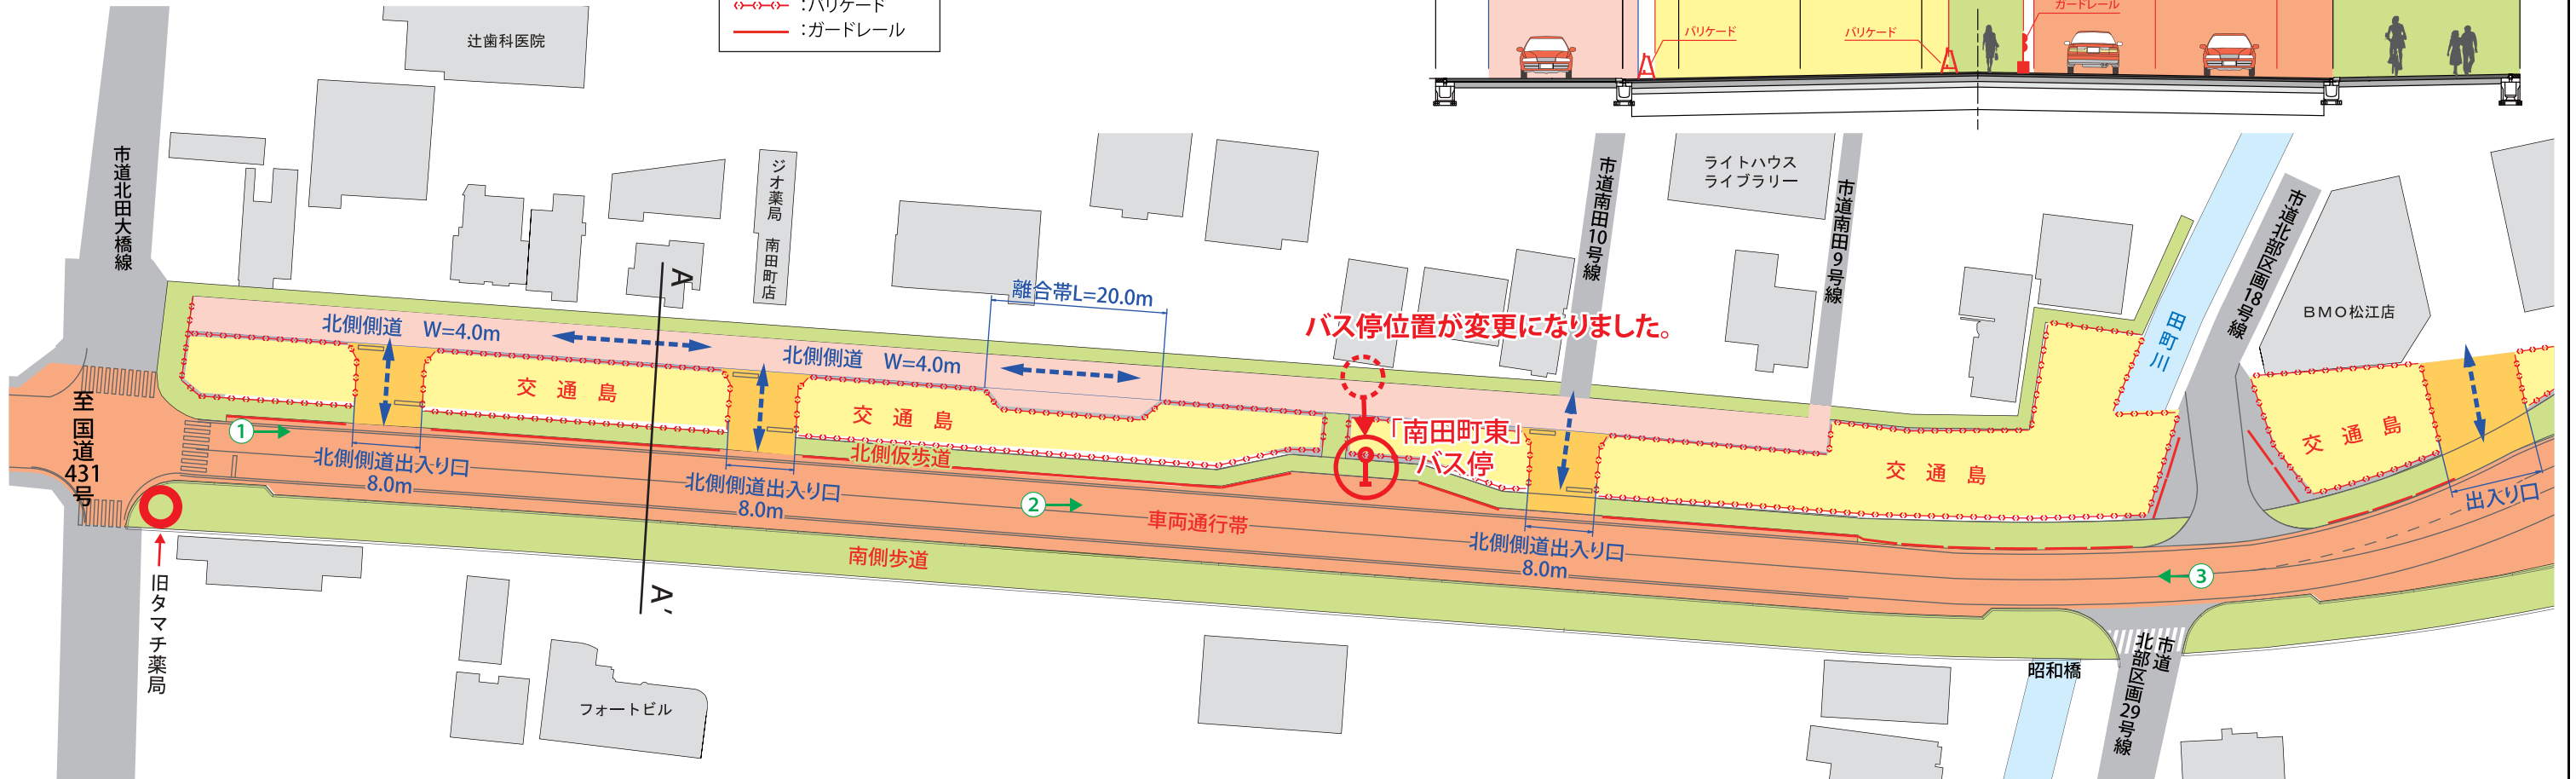 :バリケード
:ガードレール
バリケード
バリケード
ガードレール
辻歯科医院
市道北田大橋線
ジオ薬局 南田町店
市道南田10号線
ライトハウス
ライブラリー
市道南田9号線
市道北部区画18号線
BMO松江店
田町川
離合帯L=20.0m
バス停位置が変更になりました。
A
北側側道 W=4.0m
北側側道 W=4.0m
交通島
交通島
交通島
交通島
「南田町東」
バス停
至国道431号
1
北側側道出入り口
8.0m
北側仮歩道
北側側道出入り口
8.0m
2
車両通行帯
北側側道出入り口
8.0m
出入り口
南側歩道
3
A'
旧タマチ薬局
フォートビル
昭和橋
市道
北部区画29号線